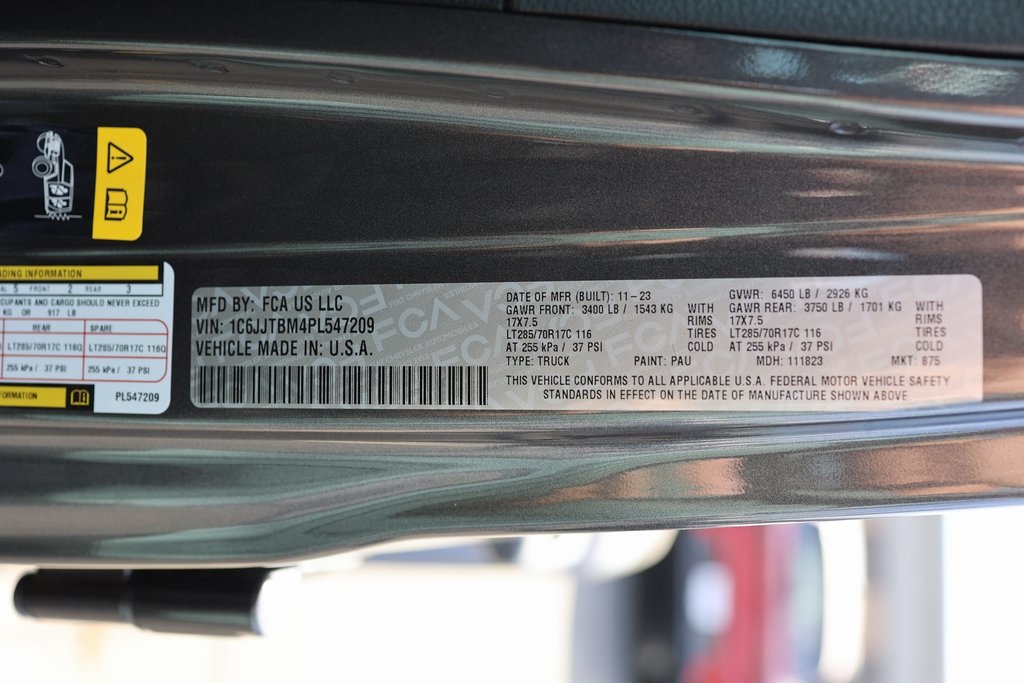 ADING INFORMATION
AL 5 FRONT 2 REAR 3
CUPANTS AND CARGO SHOULD NEVER EXCEED
KG OR 917 LB
REAR SPARE
LT285/70R17C 116Q LT285/70R17C 116Q
255 kPa / 37 PSI 255 kPa / 37 PSI
FORMATION
PL547209
MFD BY: FCA US LLC
VIN: 1C6JJTBM4PL547209
VEHICLE MADE IN: U.S.A.
DATE OF MFR (BUILT): 11-23 GVWR: 6450 LB / 2926 KG
GAWR FRONT: 3400 LB / 1543 KG WITH GAWR REAR: 3750 LB / 1701 KG WITH
17X7.5 RIMS 17X7.5 RIMS
LT285/70R17C 116 TIRES LT285/70R17C 116 TIRES
AT 255 kPa / 37 PSI COLD AT 255 kPa / 37 PSI COLD
TYPE: TRUCK PAINT: PAU MDH: 111823 MKT: 875
THIS VEHICLE CONFORMS TO ALL APPLICABLE U.S.A. FEDERAL MOTOR VEHICLE SAFETY
STANDARDS IN EFFECT ON THE DATE OF MANUFACTURE SHOWN ABOVE